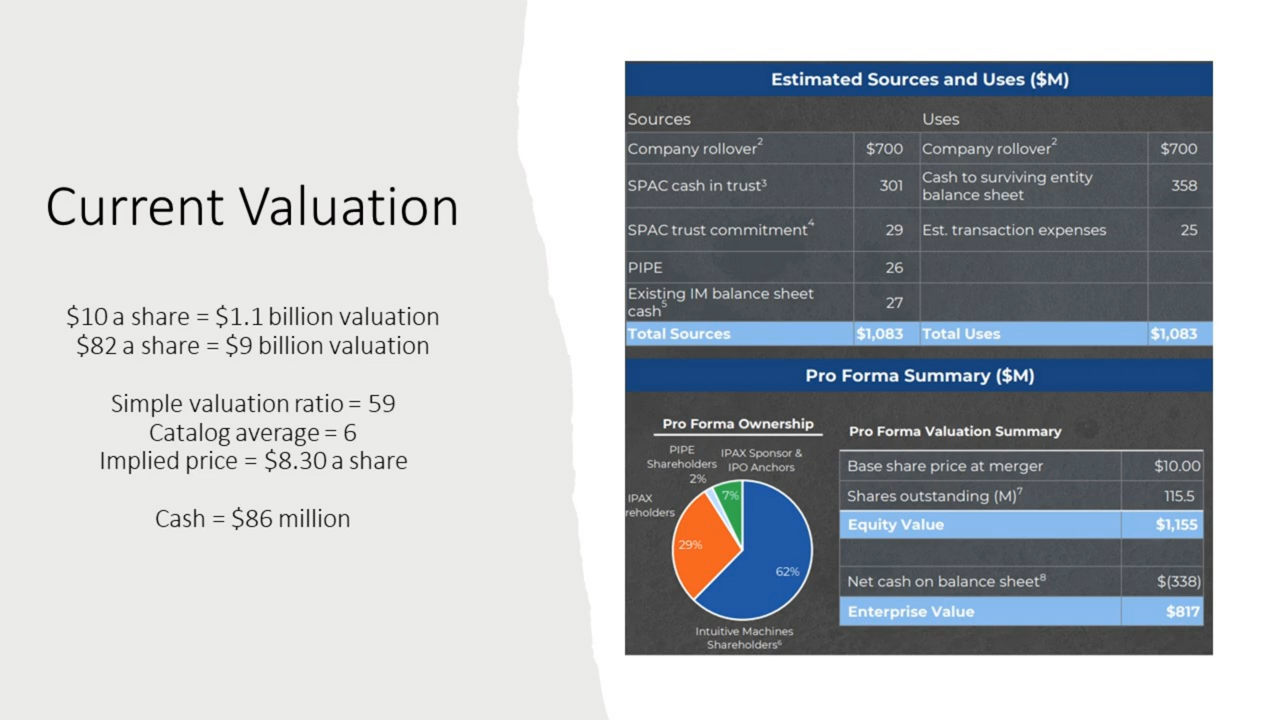 Current Valuation
$10 a share = $1.1 billion valuation
$82 a share = $9 billion valuation
Simple valuation ratio = 59
Catalog average = 6
Implied price = $8.30 a share
Cash = $86 million
Estimated Sources and Uses ($M)
Sources Uses
Company rollover2 $700 Company rollover2 $700
SPAC cash in trust3 301 Cash to surviving entity
balance sheet 358
SPAC trust commitment4 29 Est. transaction expenses 25
PIPE 26
Existing IM balance sheet
cash5 27
Total Sources $1,083 Total Uses $1,083
Pro Forma Summary ($M)
Pro Forma Ownership
PIPE
Shareholders
2%
IPAX Sponsor &
IPO Anchors
7%
IPAX
reholders
29%
62%
Intuitive Machines
Shareholders6
Pro Forma Valuation Summary
Base share price at merger $10.00
Shares outstanding (M)7 115.5
Equity Value $1,155
Net cash on balance sheet8 $(338)
Enterprise Value $817